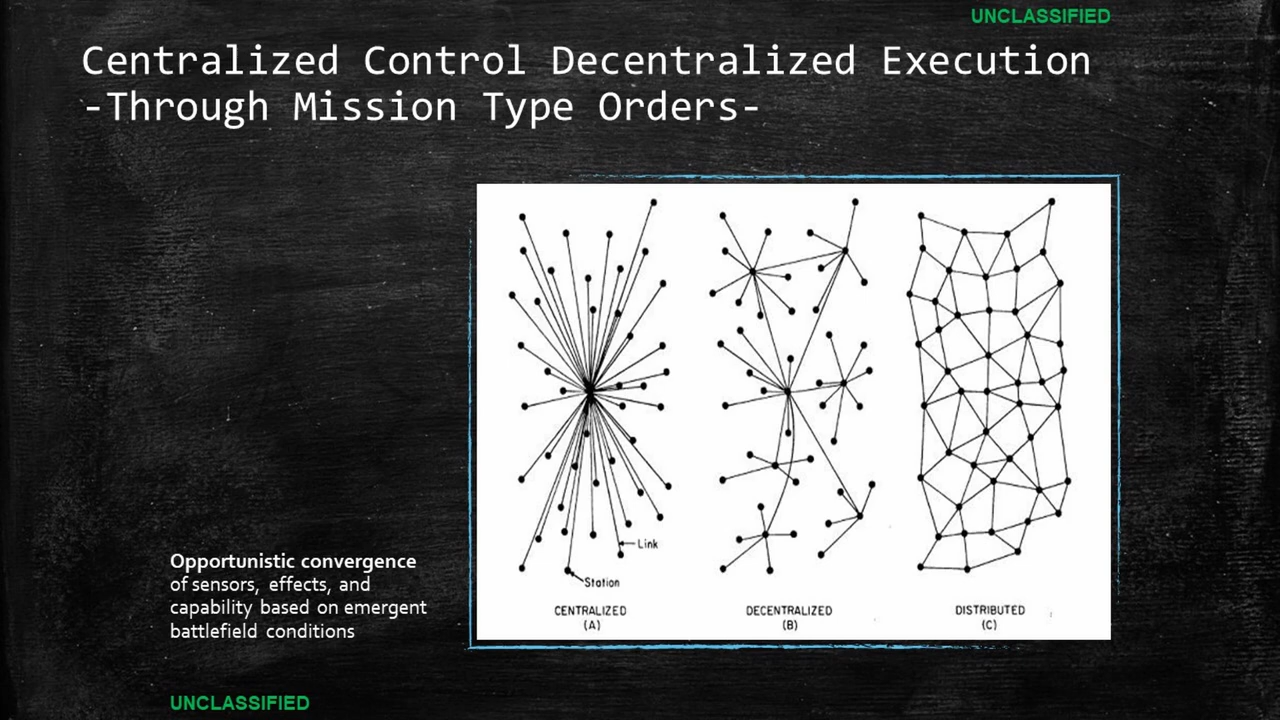 UNCLASSIFIED
Centralized Control Decentralized Execution
-Through Mission Type Orders-
Opportunistic convergence
of sensors, effects, and
capability based on emergent
battlefield conditions
Link
Station
CENTRALIZED
(A)
DECENTRALIZED
(B)
DISTRIBUTED
(C)
UNCLASSIFIED